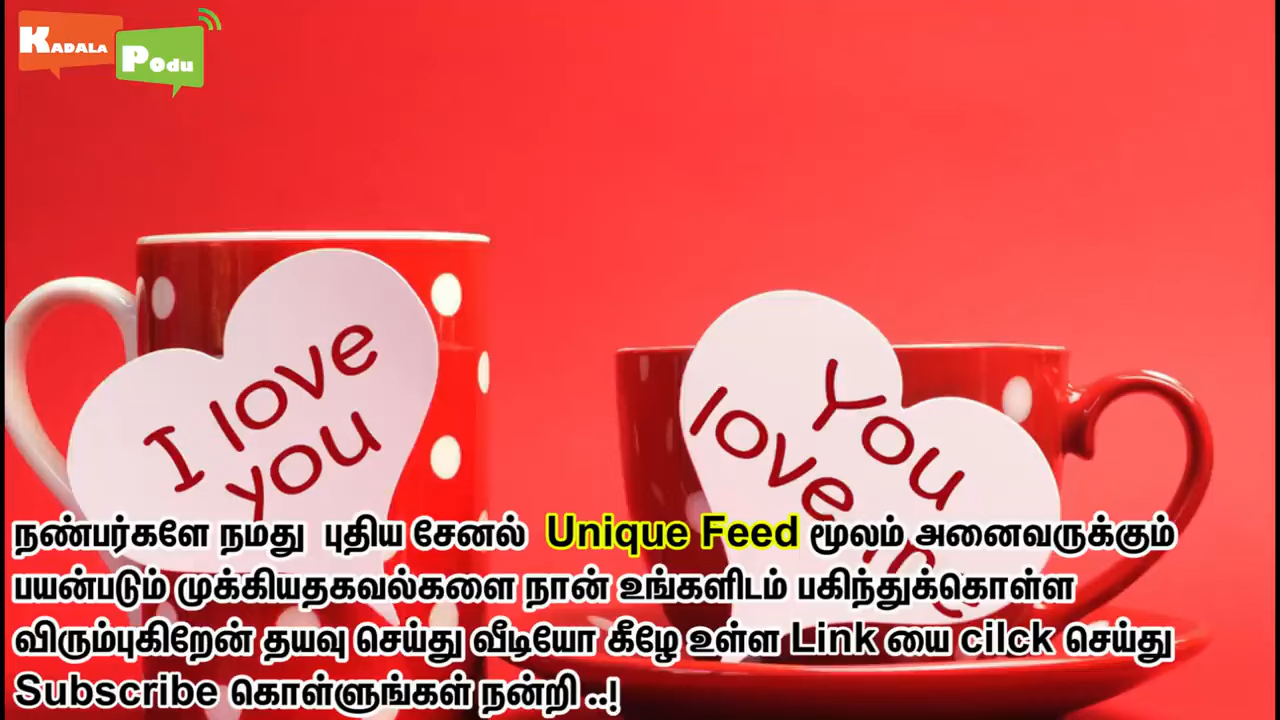 KADALA
PODU
I love
you
You
love me
நண்பர்களே நமது புதிய சேனல் Unique Feed மூலம் அனைவருக்கும்
பயன்படும் முக்கியதகவல்களை நான் உங்களிடம் பகிந்துக்கொள்ள
விரும்புகிறேன் தயவு செய்து வீடியோ கீழே உள்ள Link யை cilck செய்து
Subscribe கொள்ளுங்கள் நன்றி ..!